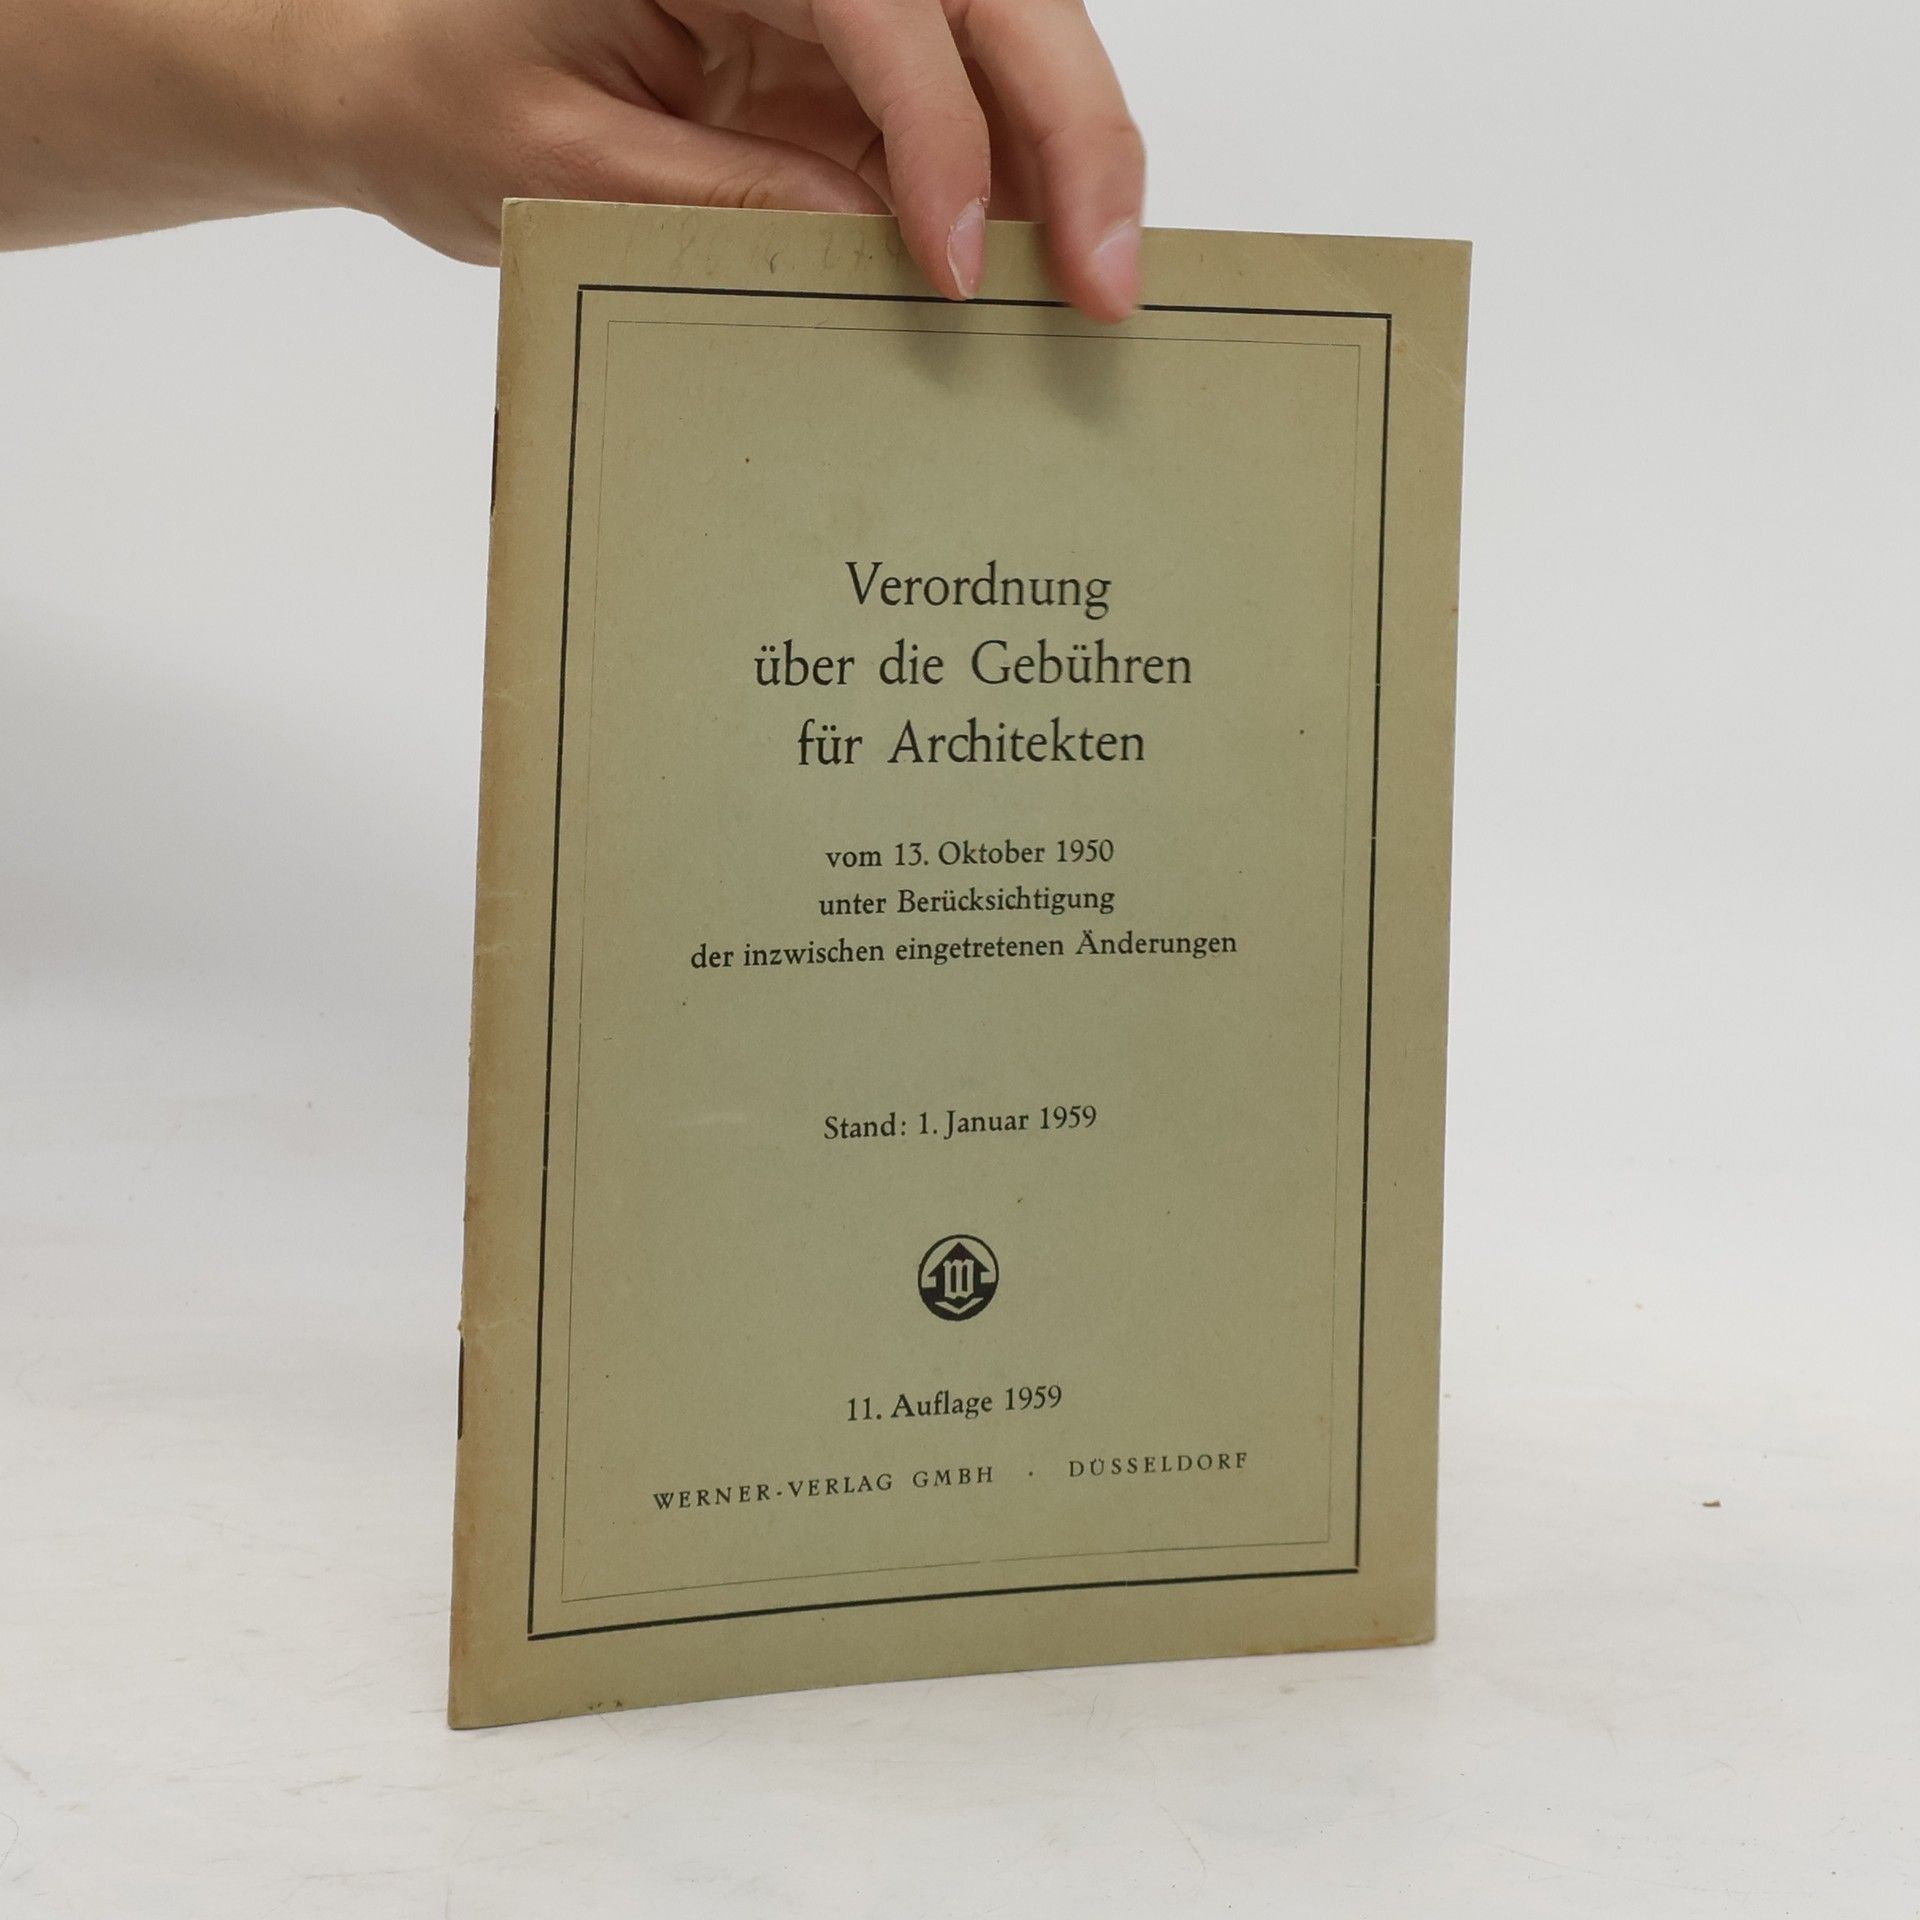 Verordnung
über die Gebühren
für Architekten
vom 13. Oktober 1950
unter Berücksichtigung
der inzwischen eingetretenen Änderungen
Stand: 1. Januar 1959
W
11. Auflage 1959
WERNER-VERLAG GMBH · DÜSSELDORF